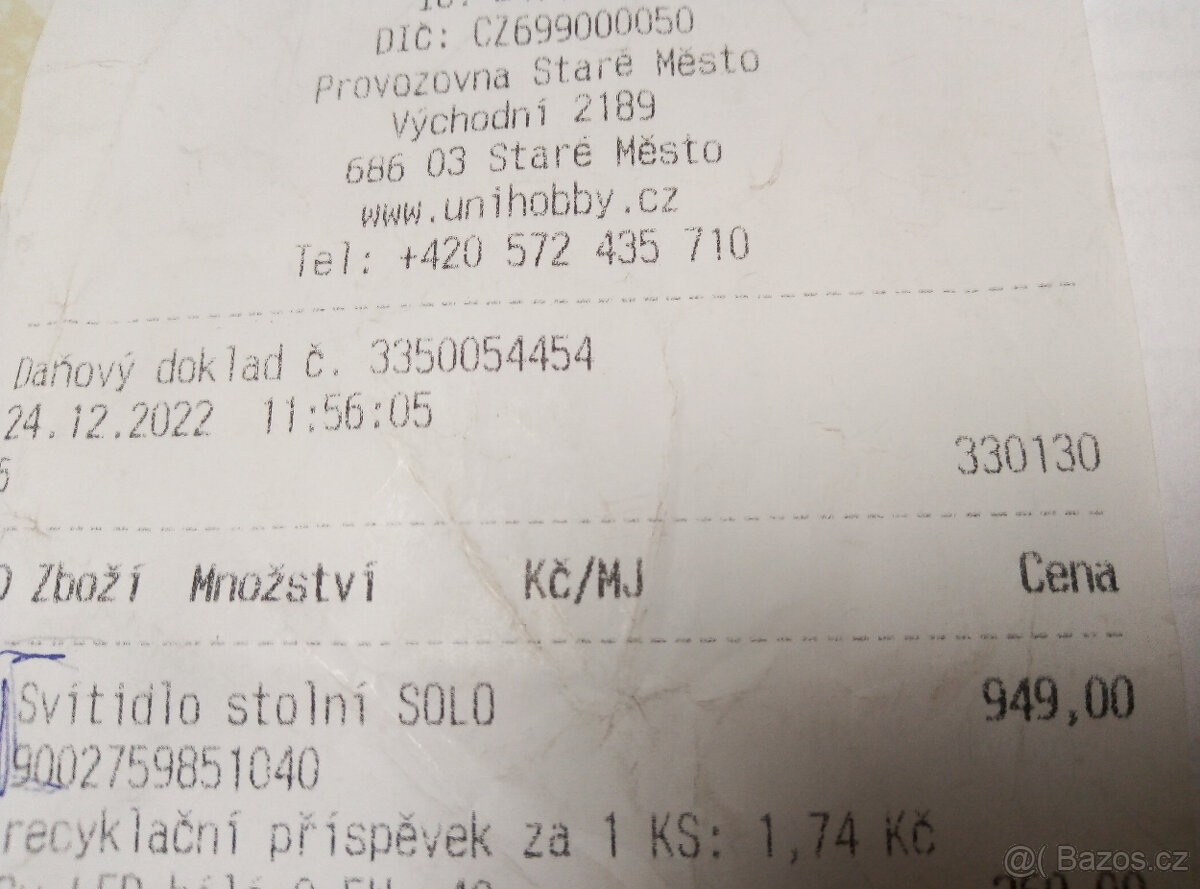 DIČ: CZ699000050
Provozovna Staré Město
Východní 2189
686 03 Staré Město
www.unihobby.cz
Tel: +420 572 435 710
Daňový doklad č. 3350054454
24.12.2022 11:56:05
330130
Zboží Množství Kč/MJ Cena
Svítidlo stolní SOLO 949,00
9002759851040
recyklační příspěvek za 1 KS: 1,74 Kč
@( Bazos.cz